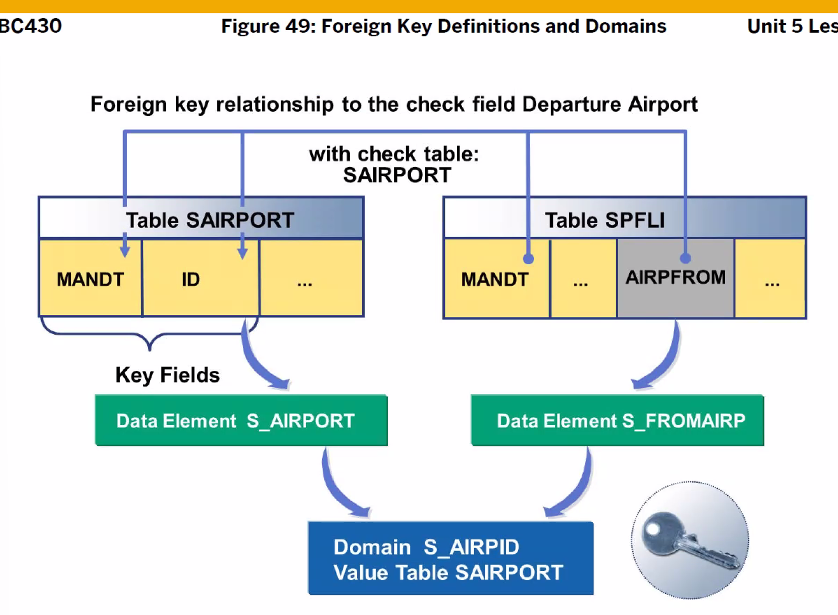 BC430 Figure 49: Foreign Key Definitions and Domains Unit 5 Les
Foreign key relationship to the check field Departure Airport
with check table:
SAIRPORT
Table SAIRPORT
Table SPFLI
MANDT ID ...
MANDT ... AIRPFROM ...
Key Fields
Data Element S_AIRPORT
Data Element S_FROMAIRP
Domain S_AIRPID
Value Table SAIRPORT